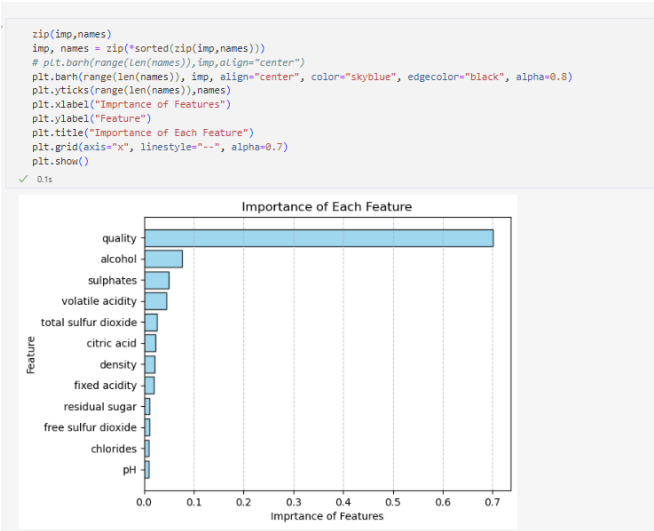 zip(imp,names)
imp, names = zip(*sorted(zip(imp,names)))
# plt.barh(range(len(names)),imp,align="center")
plt.barh(range(len(names)), imp, align="center", color="skyblue", edgecolor="black", alpha=0.8)
plt.yticks(range(len(names)),names)
plt.xlabel("Imprtance of Features")
plt.ylabel("Feature")
plt.title("Importance of Each Feature")
plt.grid(axis="x", linestyle="--", alpha=0.7)
plt.show()
✓ 0.1s
Importance of Each Feature
quality
alcohol
sulphates
volatile acidity
total sulfur dioxide
citric acid
density
fixed acidity
residual sugar
free sulfur dioxide
chlorides
pH
Feature
0.0 0.1 0.2 0.3 0.4 0.5 0.6 0.7
Imprtance of Features